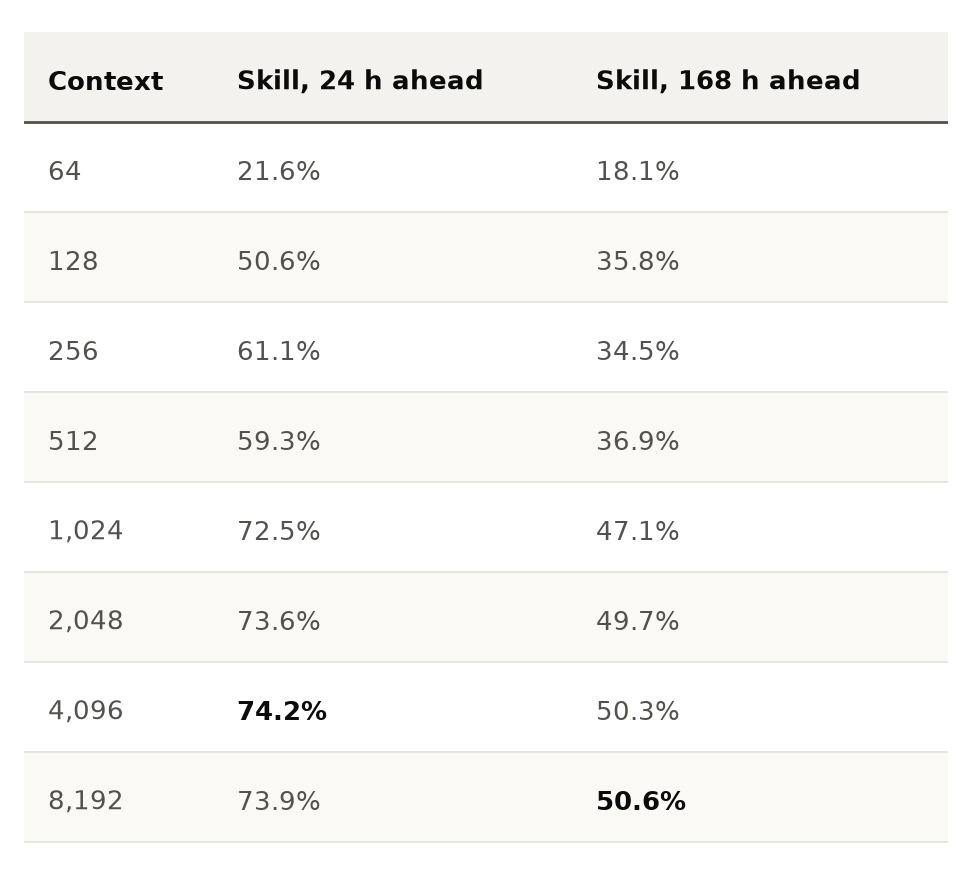 Context Skill, 24 h ahead Skill, 168 h ahead
64 21.6% 18.1%
128 50.6% 35.8%
256 61.1% 34.5%
512 59.3% 36.9%
1,024 72.5% 47.1%
2,048 73.6% 49.7%
4,096 74.2% 50.3%
8,192 73.9% 50.6%